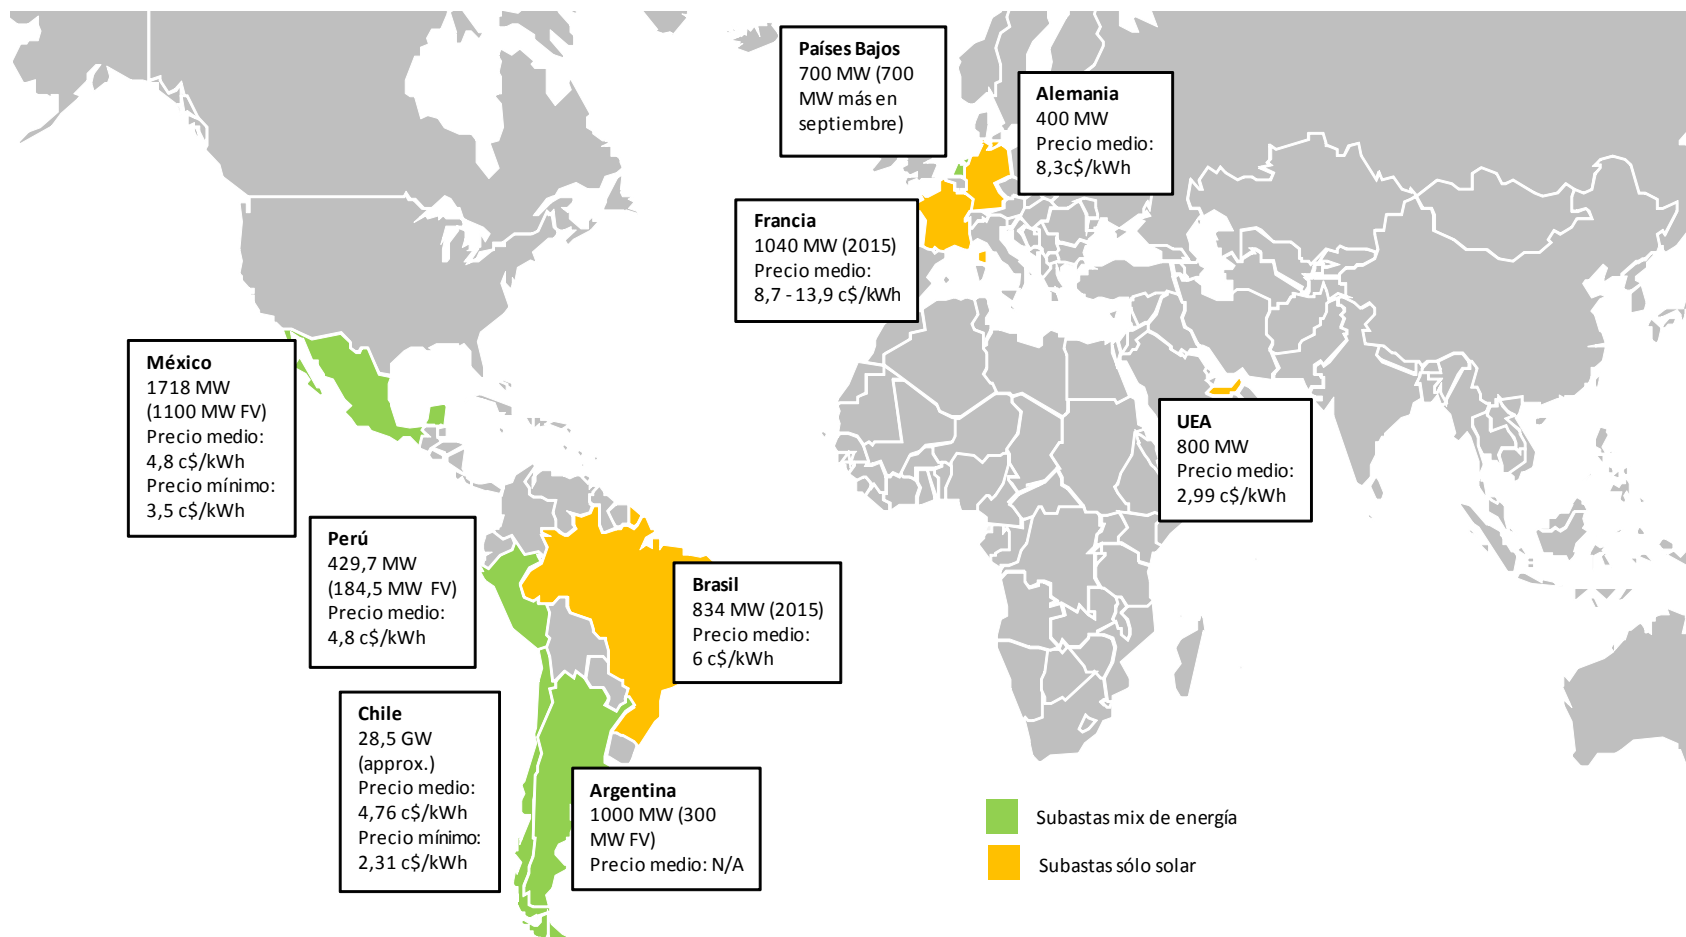 Países Bajos
700 MW (700
MW más en
septiembre)
Alemania
400 MW
Precio medio:
8,3c$/kWh
Francia
1040 MW (2015)
Precio medio:
8,7 - 13,9 c$/kWh
México
1718 MW
(1100 MW FV)
Precio medio:
4,8 c$/kWh
Precio mínimo:
3,5 c$/kWh
UEA
800 MW
Precio medio:
2,99 c$/kWh
Perú
429,7 MW
(184,5 MW FV)
Precio medio:
4,8 c$/kWh
Brasil
834 MW (2015)
Precio medio:
6 c$/kWh
Chile
28,5 GW
(approx.)
Precio medio:
4,76 c$/kWh
Precio mínimo:
2,31 c$/kWh
Argentina
1000 MW (300
MW FV)
Precio medio: N/A
Subastas mix de energía
Subastas sólo solar